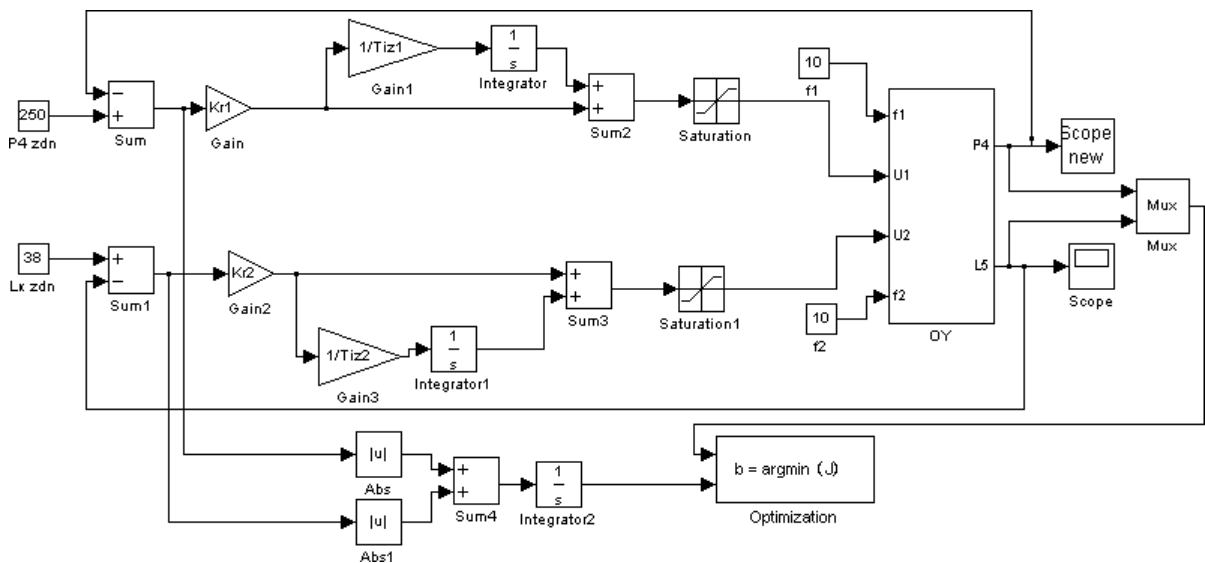 1/Tiz1
Gain1
1
s
Integrator
+
+
Sum2
Saturation
10
f1
−
+
Sum
250
P4 zdn
Kr1
Gain
f1
U1
U2
f2
P4
L5
OY
Scope
new
Mux
Mux
Scope
38
Lк zdn
+
−
Sum1
Kr2
Gain2
+
+
Sum3
Saturation1
10
f2
1/Tiz2
Gain3
1
s
Integrator1
|u|
Abs
|u|
Abs1
+
+
Sum4
1
s
Integrator2
b = argmin (J)
Optimization